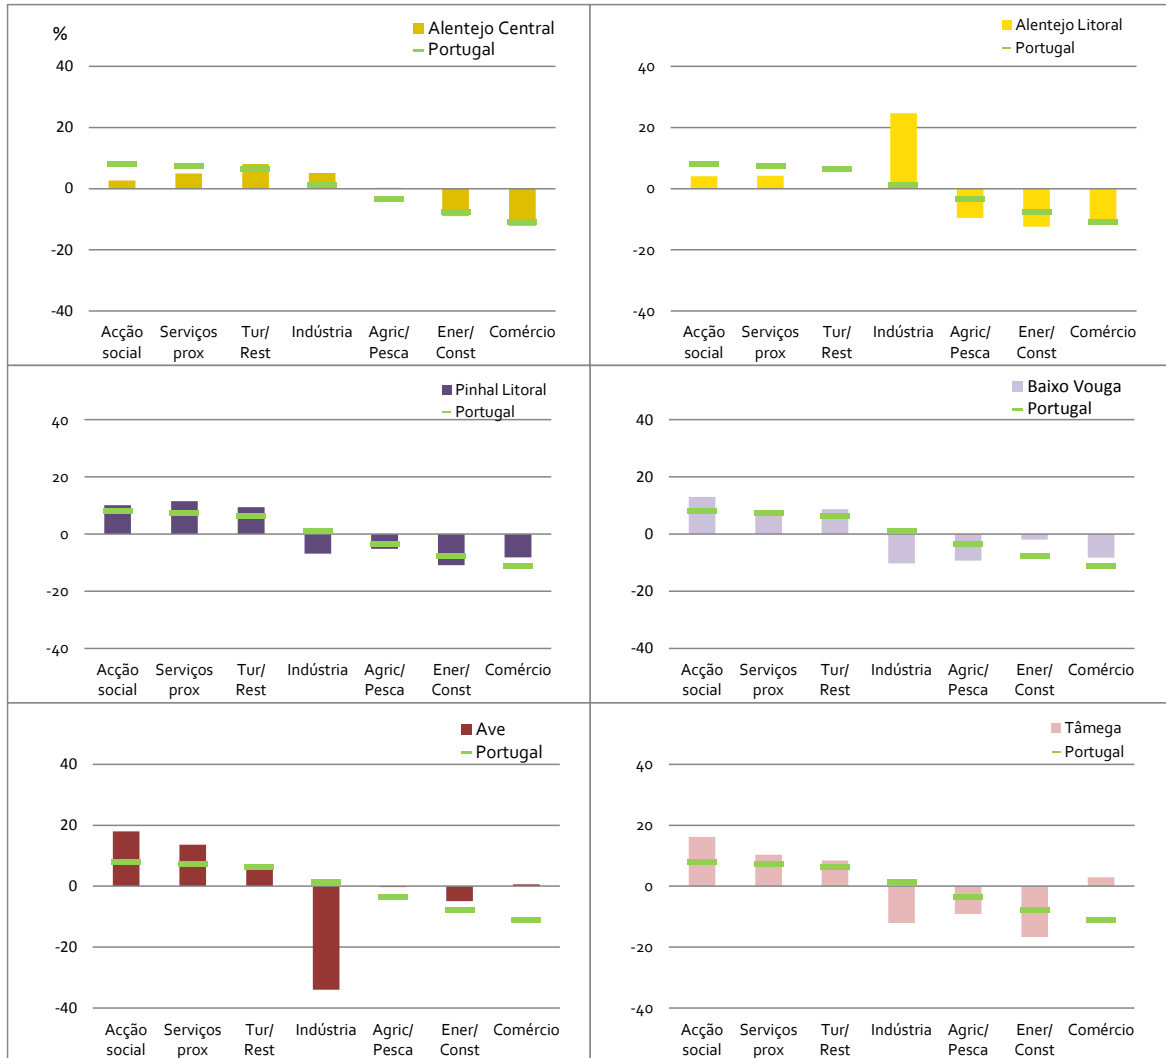 %
Alentejo Central
Portugal
40
20
0
-20
-40
Acção social
Serviços prox
Tur/ Rest
Indústria
Agric/ Pesca
Ener/ Const
Comércio
Alentejo Litoral
Portugal
40
20
0
-20
-40
Acção social
Serviços prox
Tur/ Rest
Indústria
Agric/ Pesca
Ener/ Const
Comércio
Pinhal Litoral
Portugal
40
20
0
-20
-40
Acção social
Serviços prox
Tur/ Rest
Indústria
Agric/ Pesca
Ener/ Const
Comércio
Baixo Vouga
Portugal
40
20
0
-20
-40
Acção social
Serviços prox
Tur/ Rest
Indústria
Agric/ Pesca
Ener/ Const
Comércio
Ave
Portugal
40
20
0
-20
-40
Acção social
Serviços prox
Tur/ Rest
Indústria
Agric/ Pesca
Ener/ Const
Comércio
Tâmega
Portugal
40
20
0
-20
-40
Acção social
Serviços prox
Tur/ Rest
Indústria
Agric/ Pesca
Ener/ Const
Comércio